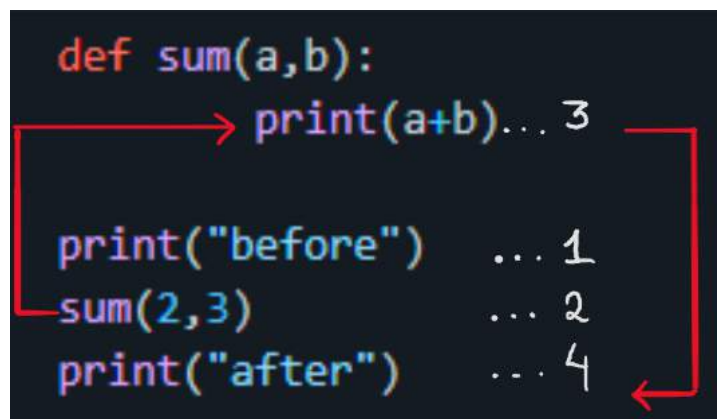 def sum(a,b):
print(a+b)... 3
print("before") ... 1
sum(2,3) ... 2
print("after") ... 4